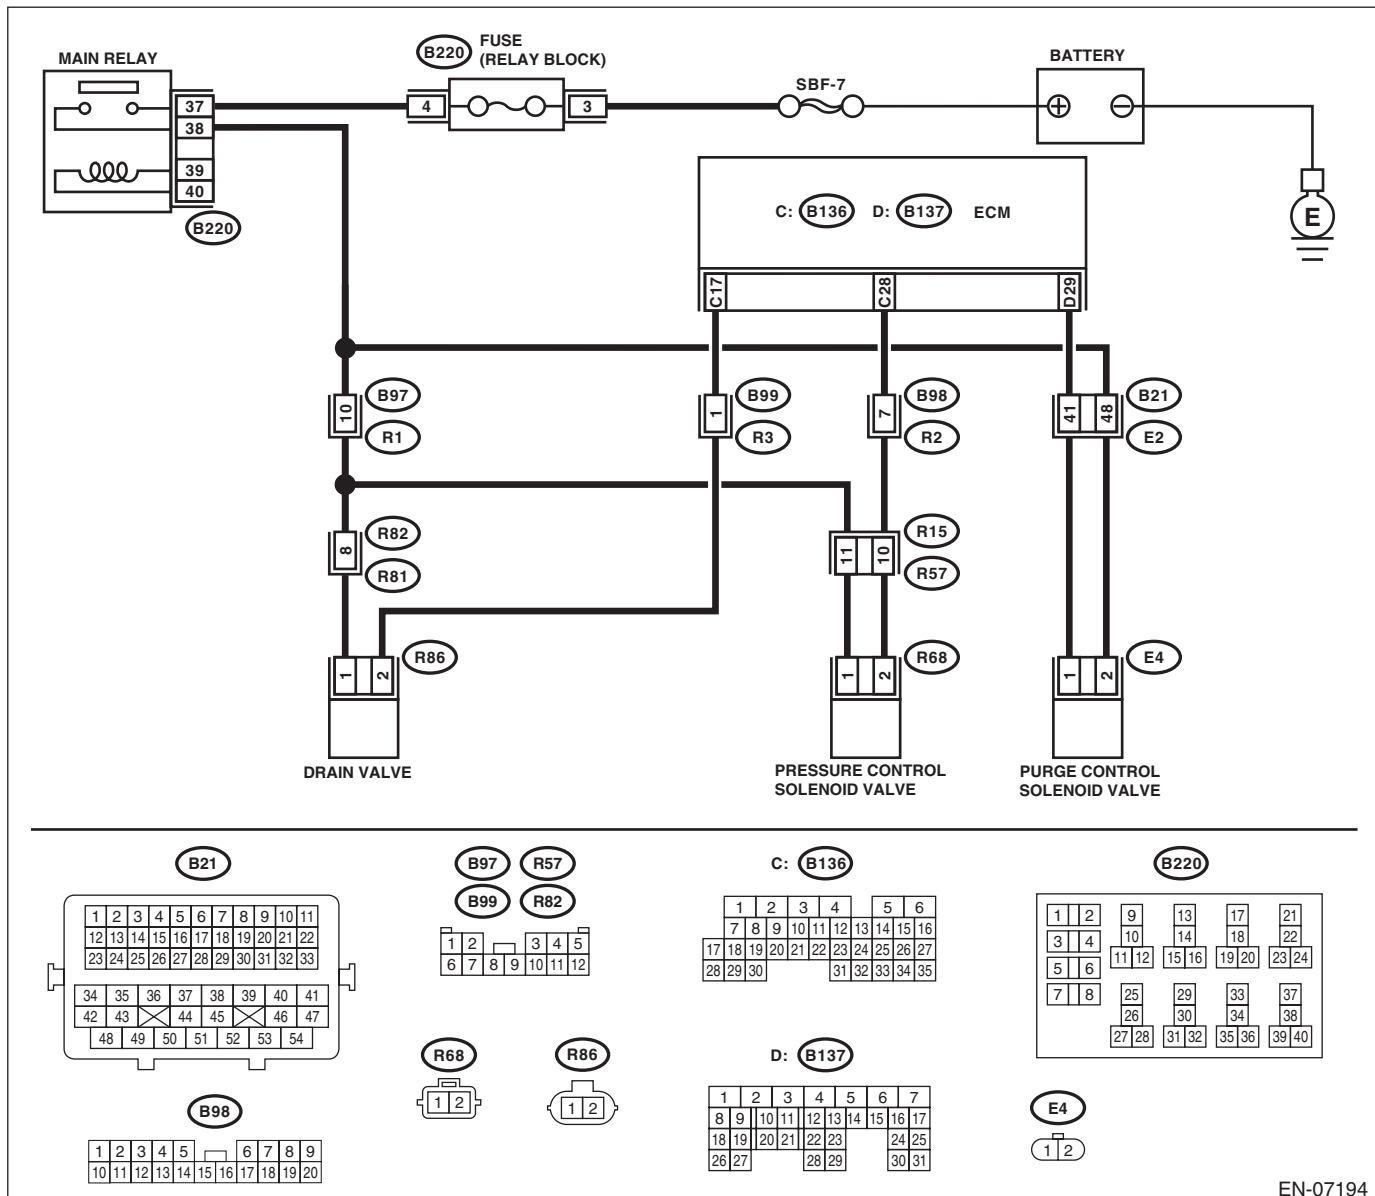 MAIN RELAY
B220
FUSE
(RELAY BLOCK)
BATTERY
SBF-7
37
38
39
40
4
3
B220
E
C: B136 D: B137 ECM
C17
C28
D29
10
B97
R1
1
B99
R3
7
B98
R2
41
48
B21
E2
8
R82
R81
11
10
R15
R57
1
2
R86
1
2
R68
1
2
E4
DRAIN VALVE
PRESSURE CONTROL
SOLENOID VALVE
PURGE CONTROL
SOLENOID VALVE
B21
1 2 3 4 5 6 7 8 9 10 11
12 13 14 15 16 17 18 19 20 21 22
23 24 25 26 27 28 29 30 31 32 33
34 35 36 37 38 39 40 41
42 43 44 45 46 47
48 49 50 51 52 53 54
B98
1 2 3 4 5 6 7 8 9
10 11 12 13 14 15 16 17 18 19 20
B97 R57
B99 R82
1 2 3 4 5
6 7 8 9 10 11 12
R68
1 2
R86
1 2
C: B136
1 2 3 4 5 6
7 8 9 10 11 12 13 14 15 16
17 18 19 20 21 22 23 24 25 26 27
28 29 30 31 32 33 34 35
D: B137
1 2 3 4 5 6 7
8 9 10 11 12 13 14 15 16 17
18 19 20 21 22 23 24 25
26 27 28 29 30 31
B220
1 2 9 13 17 21
3 4 10 14 18 22
5 6 11 12 15 16 19 20 23 24
7 8 25 29 33 37
26 30 34 38
27 28 31 32 35 36 39 40
E4
1 2
EN-07194